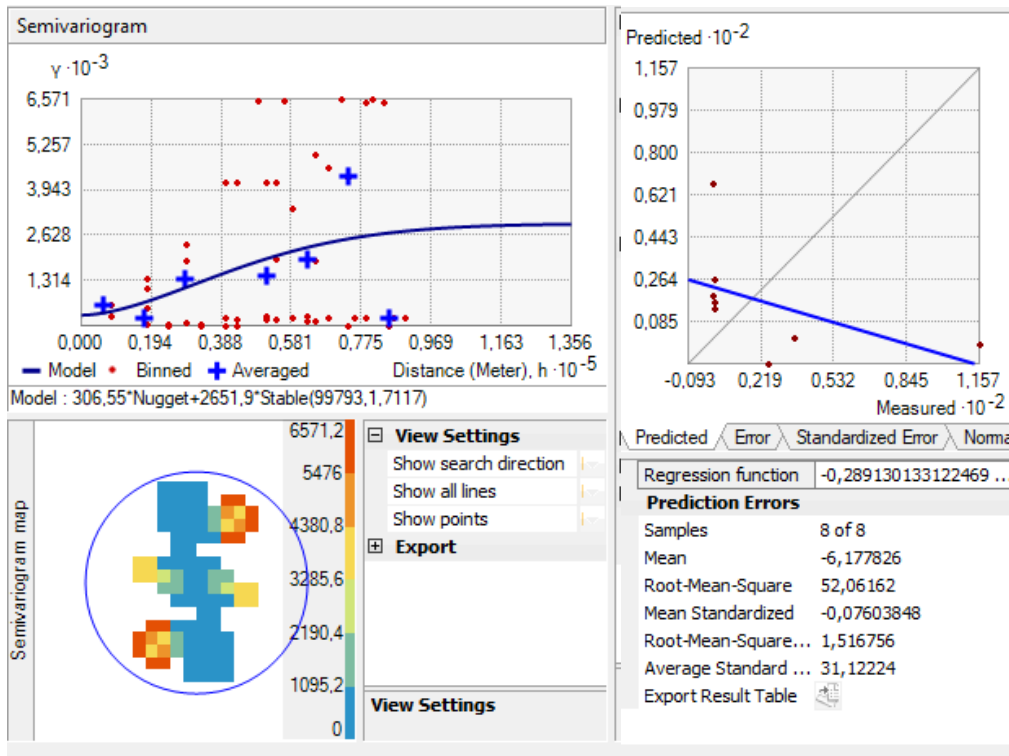 Semivariogram
γ ·10⁻³
6,571
5,257
3,943
2,628
1,314
0,000 0,194 0,388 0,581 0,775 0,969 1,163 1,356
Model Binned Averaged Distance (Meter), h ·10⁻⁵
Model : 306,55*Nugget+2651,9*Stable(99793,1,7117)
Predicted ·10⁻²
1,157
0,979
0,800
0,621
0,443
0,264
0,085
-0,093 0,219 0,532 0,845 1,157
Measured ·10⁻²
Semivariogram map
6571,2
5476
4380,8
3285,6
2190,4
1095,2
0
View Settings
Show search direction
Show all lines
Show points
Export
View Settings
Predicted Error Standardized Error
Regression function -0,289130133122469 ...
Prediction Errors
Samples 8 of 8
Mean -6,177826
Root-Mean-Square 52,06162
Mean Standardized -0,07603848
Root-Mean-Square... 1,516756
Average Standard ... 31,12224
Export Result Table